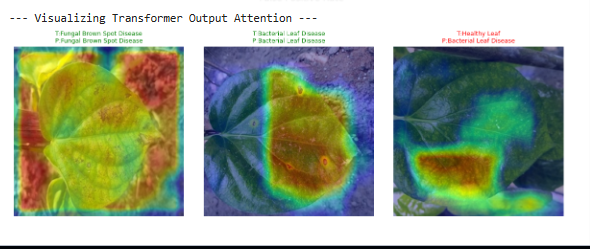 --- Visualizing Transformer Output Attention ---
T:Fungal Brown Spot Disease
P:Fungal Brown Spot Disease
T:Bacterial Leaf Disease
P:Bacterial Leaf Disease
T:Healthy Leaf
P:Bacterial Leaf Disease